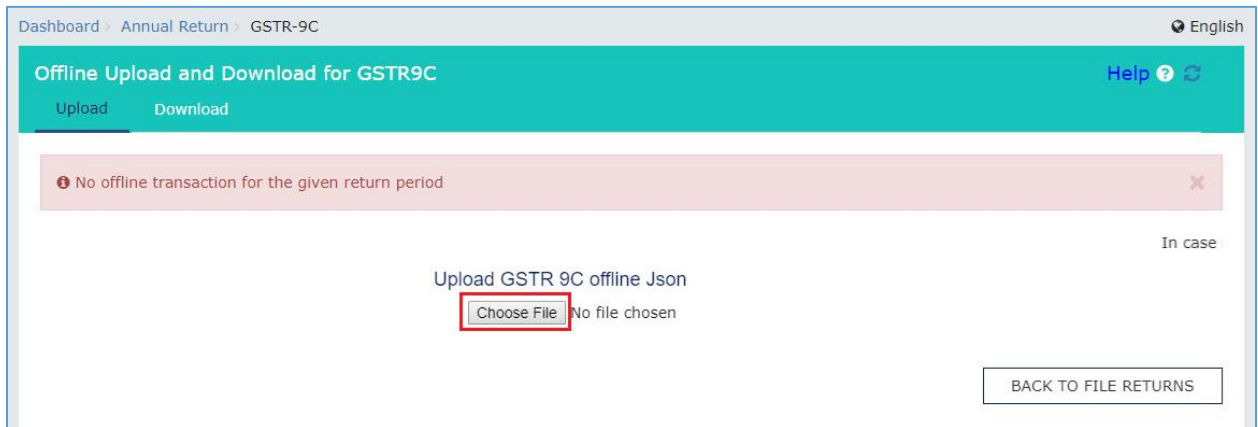 Dashboard › Annual Return › GSTR-9C English
Offline Upload and Download for GSTR9C Help ?
Upload Download
No offline transaction for the given return period
In case
Upload GSTR 9C offline Json
Choose File No file chosen
BACK TO FILE RETURNS